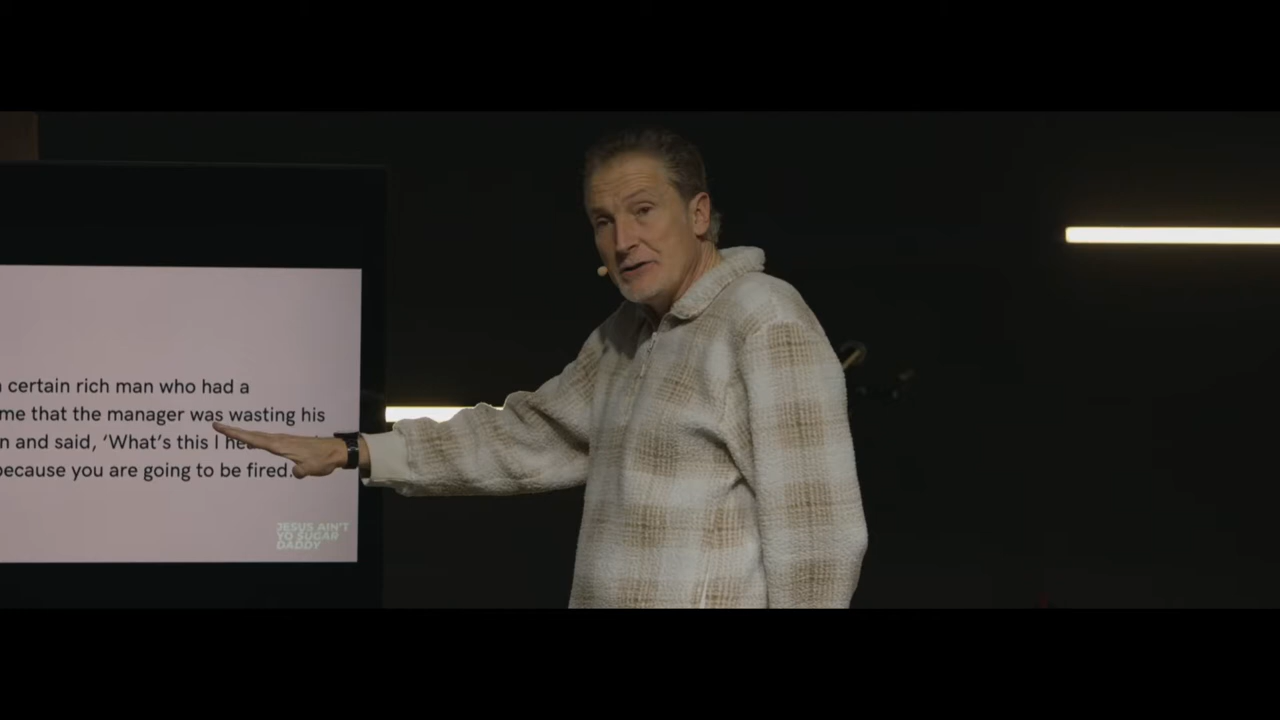 certain rich man who had a
me that the manager was wasting his
n and said, ‘What’s this I
because you are going to be fired.
JESUS AIN'T
YO SUGAR
DADDY